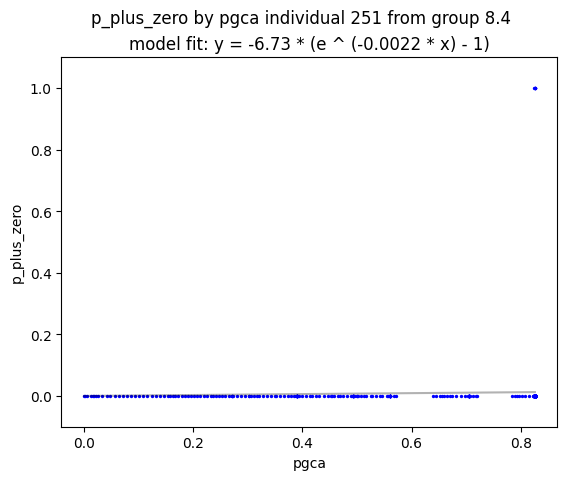 p_plus_zero by pgca individual 251 from group 8.4
model fit: y = -6.73 * (e ^ (-0.0022 * x) - 1)
1.0
0.8
0.6
0.4
0.2
0.0
p_plus_zero
0.0 0.2 0.4 0.6 0.8
pgca